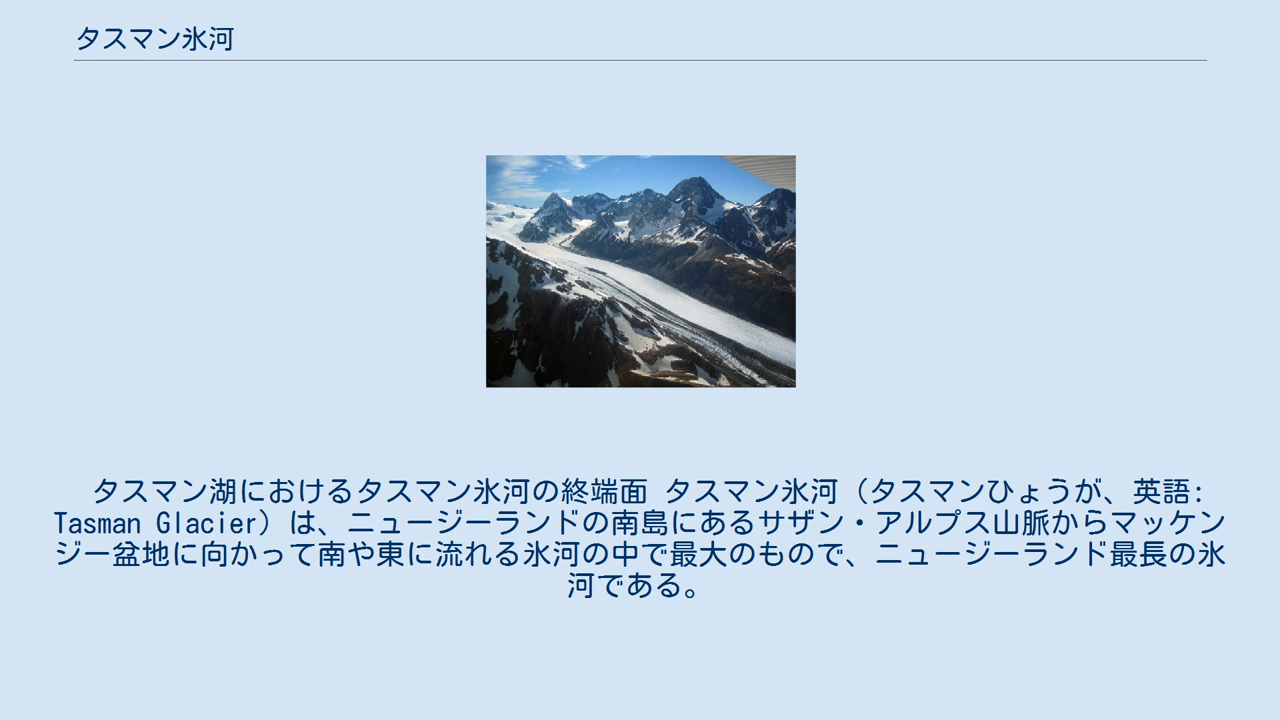 タスマン氷河
タスマン湖におけるタスマン氷河の終端面 タスマン氷河（タスマンひょうが、英語:
Tasman Glacier）は、ニュージーランドの南島にあるサザン・アルプス山脈からマッケン
ジー盆地に向かって南や東に流れる氷河の中で最大のもので、ニュージーランド最長の氷
河である。